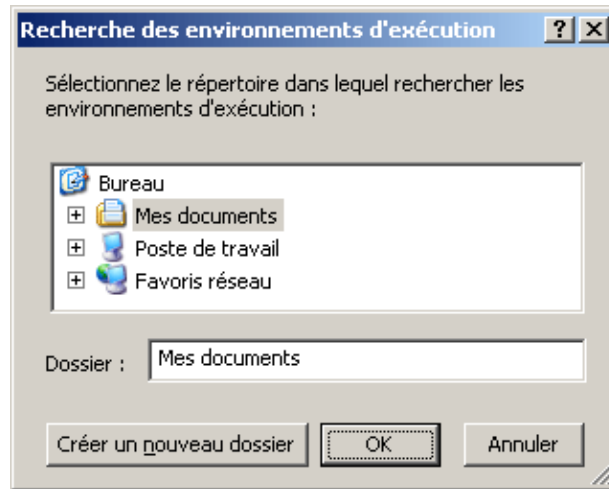 Recherche des environnements d'exécution
Sélectionnez le répertoire dans lequel rechercher les
environnements d'exécution :
Bureau
Mes documents
Poste de travail
Favoris réseau
Dossier : Mes documents
Créer un nouveau dossier OK Annuler